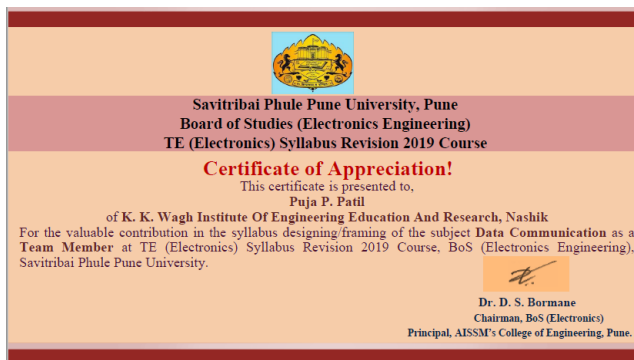 Savitribai Phule Pune University, Pune
Board of Studies (Electronics Engineering)
TE (Electronics) Syllabus Revision 2019 Course
Certificate of Appreciation!
This certificate is presented to,
Puja P. Patil
of K. K. Wagh Institute Of Engineering Education And Research, Nashik
For the valuable contribution in the syllabus designing/framing of the subject Data Communication as a
Team Member at TE (Electronics) Syllabus Revision 2019 Course, BoS (Electronics Engineering),
Savitribai Phule Pune University.
Dr. D. S. Bormane
Chairman, BoS (Electronics)
Principal, AISSM's College of Engineering, Pune.